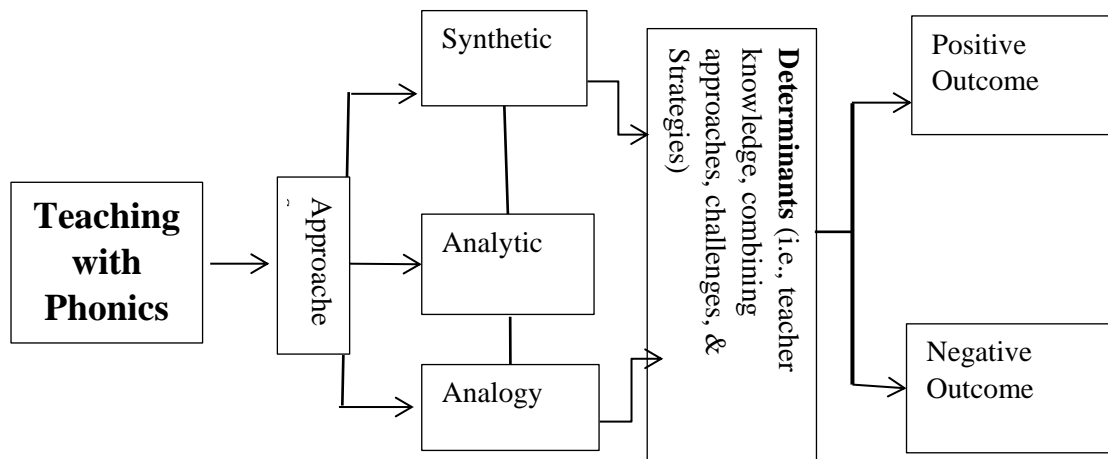 Teaching
with
Phonics
Approache
Synthetic
Analytic
Analogy
Determinants (i.e., teacher
knowledge, combining
approaches, challenges, &
Strategies)
Positive
Outcome
Negative
Outcome